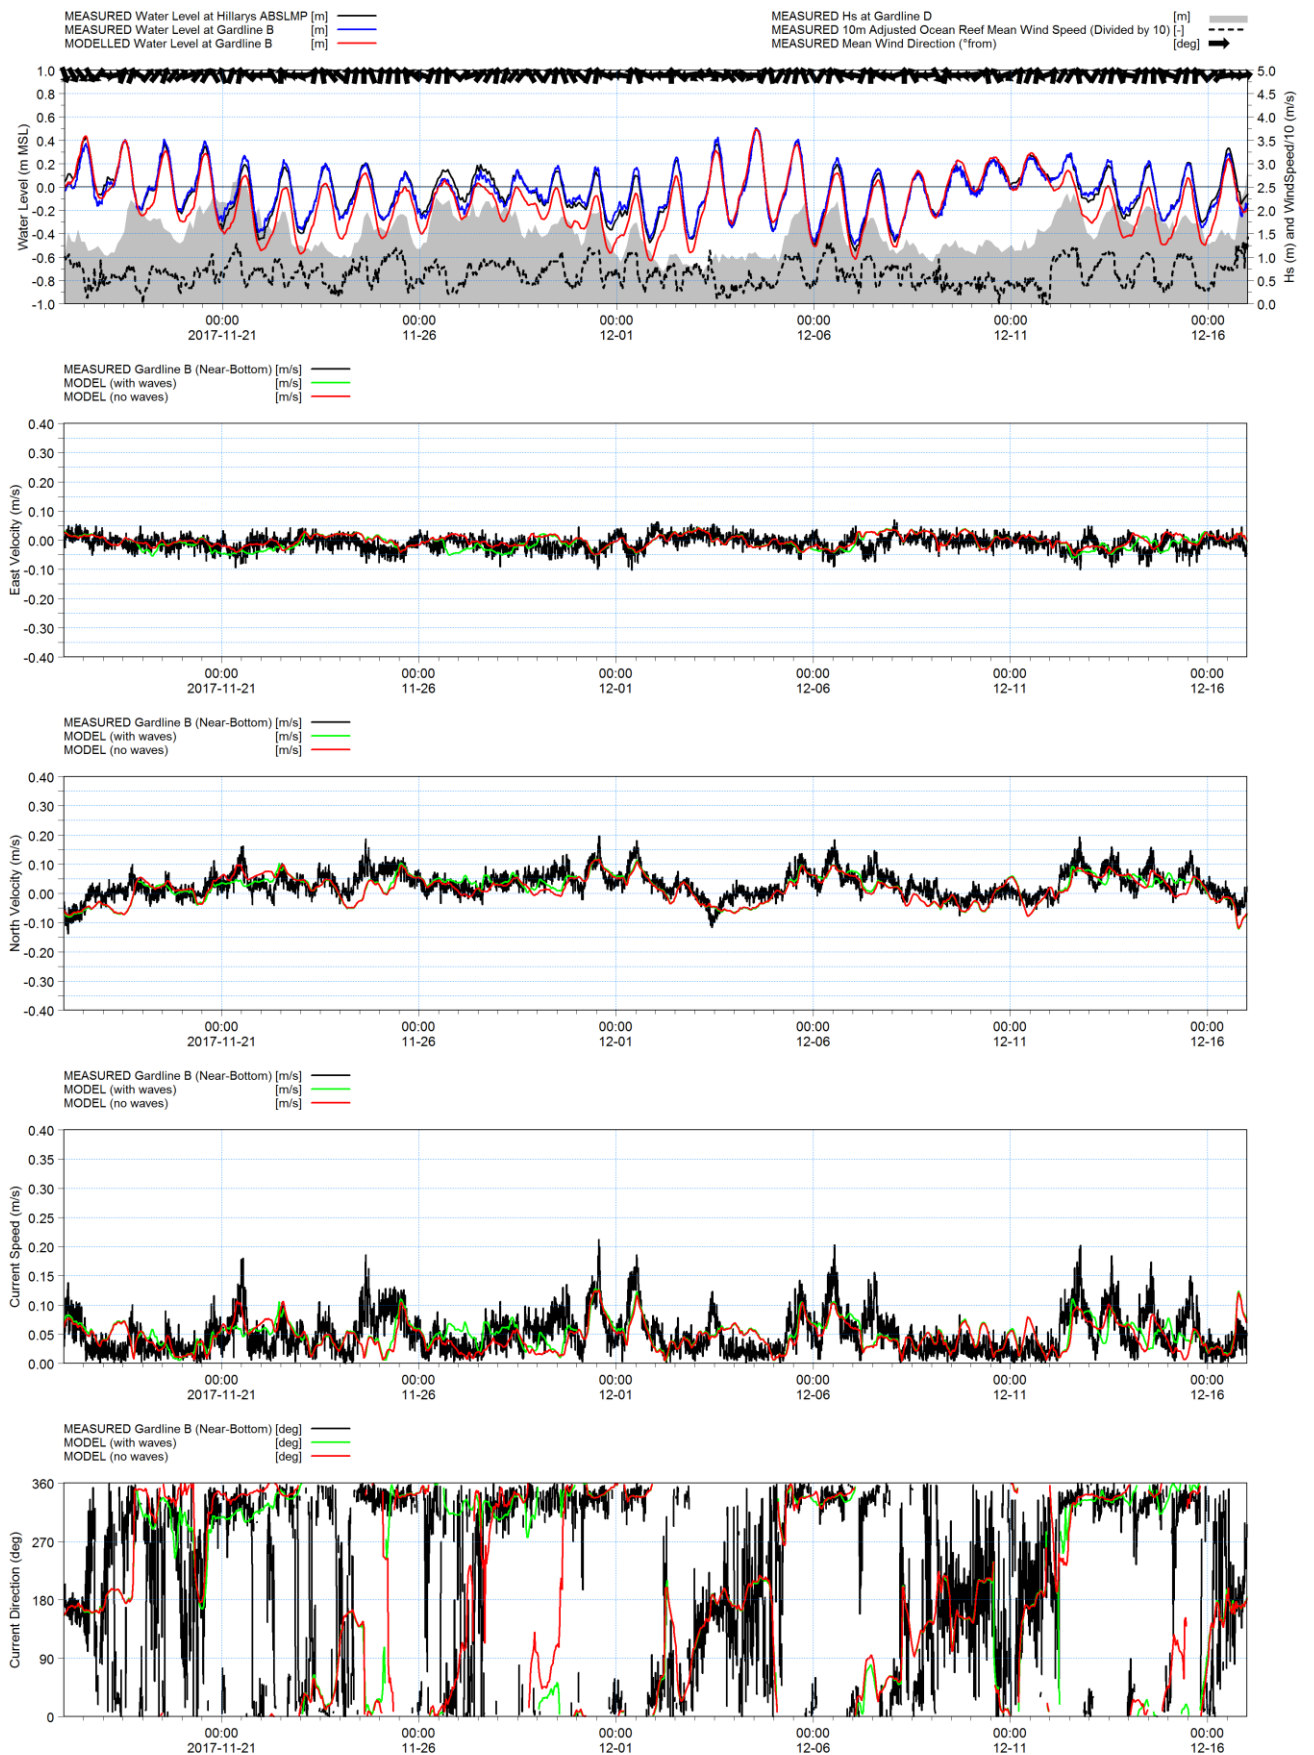 MEASURED Water Level at Hillarys ABSLMP [m]
MEASURED Water Level at Gardline B [m]
MODELLED Water Level at Gardline B [m]
MEASURED Hs at Gardline D [m]
MEASURED 10m Adjusted Ocean Reef Mean Wind Speed (Divided by 10) [-]
MEASURED Mean Wind Direction (°from) [deg]
Water Level (m MSL)
1.0
0.8
0.6
0.4
0.2
0.0
-0.2
-0.4
-0.6
-0.8
-1.0
5.0
4.5
4.0
3.5
3.0
2.5
2.0
1.5
1.0
0.5
0.0
Hs (m) and WindSpeed/10 (m/s)
00:00 00:00 00:00 00:00 00:00 00:00
2017-11-21 11-26 12-01 12-06 12-11 12-16
MEASURED Gardline B (Near-Bottom) [m/s]
MODEL (with waves) [m/s]
MODEL (no waves) [m/s]
East Velocity (m/s)
0.40
0.30
0.20
0.10
0.00
-0.10
-0.20
-0.30
-0.40
00:00 00:00 00:00 00:00 00:00 00:00
2017-11-21 11-26 12-01 12-06 12-11 12-16
MEASURED Gardline B (Near-Bottom) [m/s]
MODEL (with waves) [m/s]
MODEL (no waves) [m/s]
North Velocity (m/s)
0.40
0.30
0.20
0.10
0.00
-0.10
-0.20
-0.30
-0.40
00:00 00:00 00:00 00:00 00:00 00:00
2017-11-21 11-26 12-01 12-06 12-11 12-16
MEASURED Gardline B (Near-Bottom) [m/s]
MODEL (with waves) [m/s]
MODEL (no waves) [m/s]
Current Speed (m/s)
0.40
0.35
0.30
0.25
0.20
0.15
0.10
0.05
0.00
00:00 00:00 00:00 00:00 00:00 00:00
2017-11-21 11-26 12-01 12-06 12-11 12-16
MEASURED Gardline B (Near-Bottom) [deg]
MODEL (with waves) [deg]
MODEL (no waves) [deg]
Current Direction (deg)
360
270
180
90
0
00:00 00:00 00:00 00:00 00:00 00:00
2017-11-21 11-26 12-01 12-06 12-11 12-16